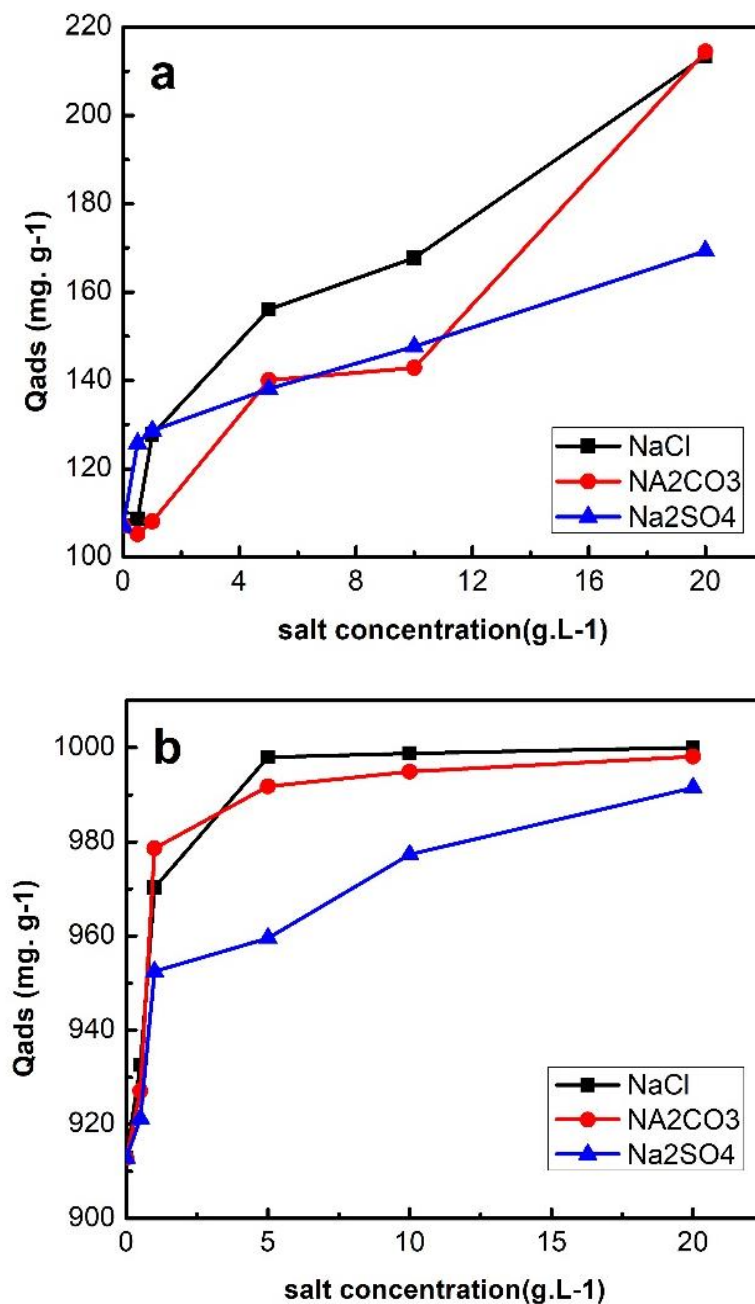 a
220
200
180
160
140
120
100
0
4
8
12
16
20
Qads (mg. g-1)
salt concentration(g.L-1)
NaCl
NA2CO3
Na2SO4
b
1000
980
960
940
920
900
0
5
10
15
20
Qads (mg. g-1)
salt concentration(g.L-1)
NaCl
NA2CO3
Na2SO4